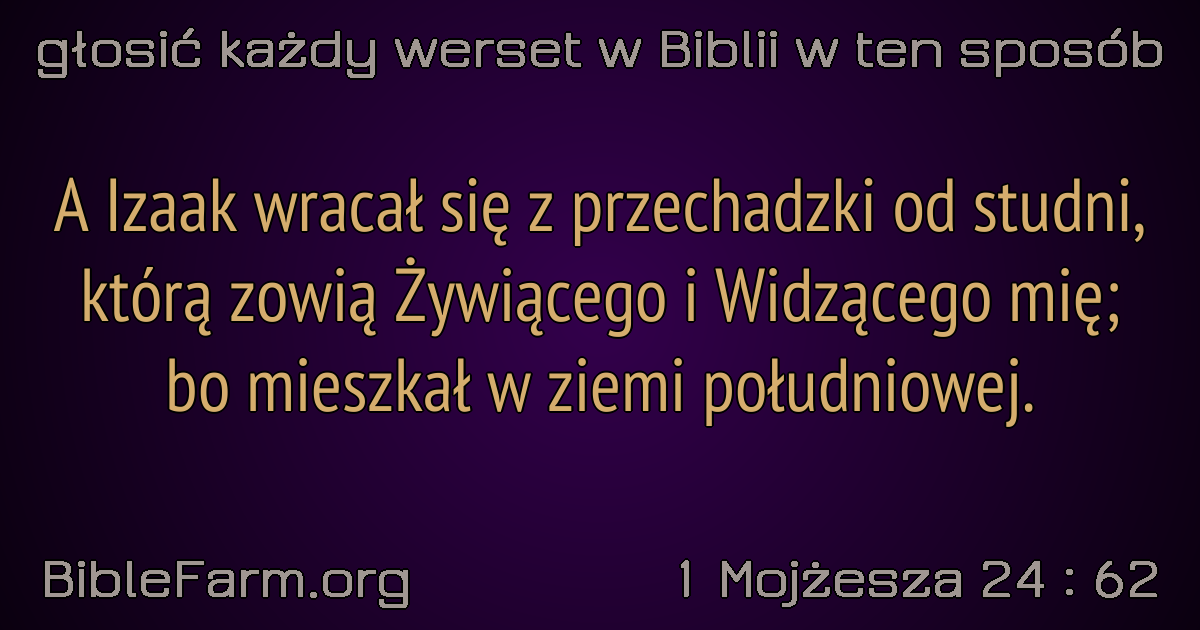 głosić każdy werset w Biblii w ten sposób
A Izaak wracał się z przechadzki od studni,
którą zowią Żywiącego i Widzącego mię;
bo mieszkał w ziemi południowej.
BibleFarm.org
1 Mojżesza 24 : 62